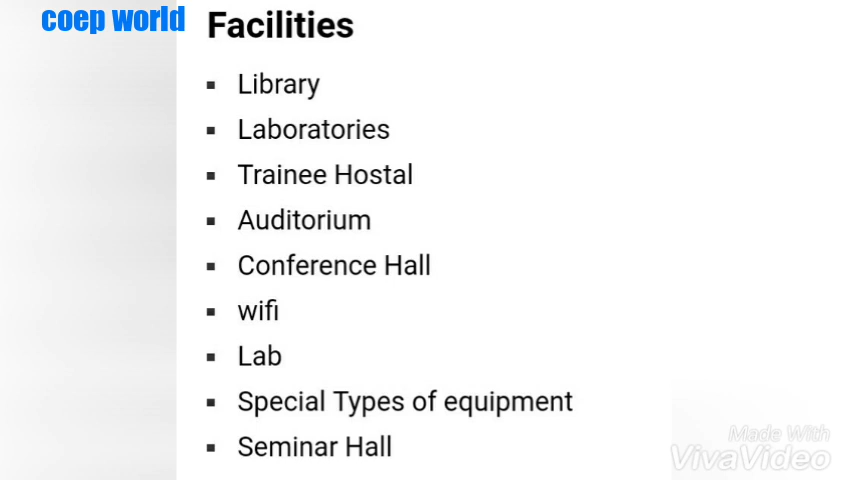 coep world
Facilities
▪ Library
▪ Laboratories
▪ Trainee Hostal
▪ Auditorium
▪ Conference Hall
▪ wifi
▪ Lab
▪ Special Types of equipment
▪ Seminar Hall
Made With
VivaVideo